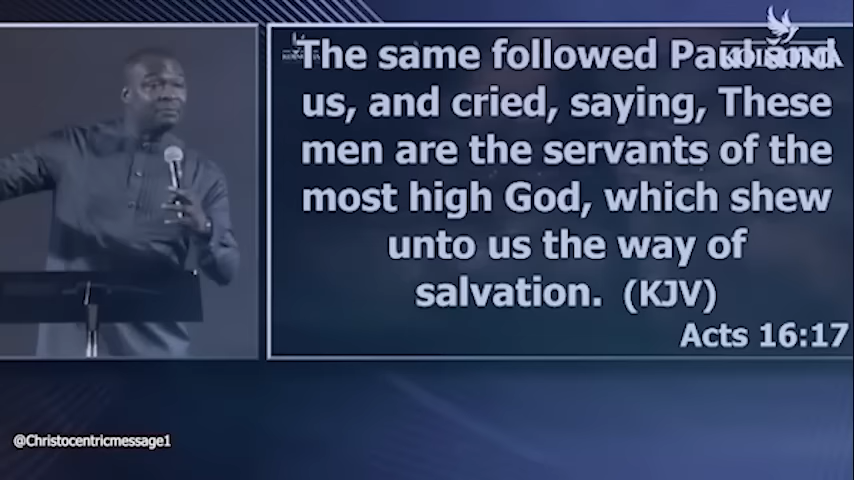 The same followed Paul and
us, and cried, saying, These
men are the servants of the
most high God, which shew
unto us the way of
salvation. (KJV)
Acts 16:17
KOINONIA
@Christocentricmessage1